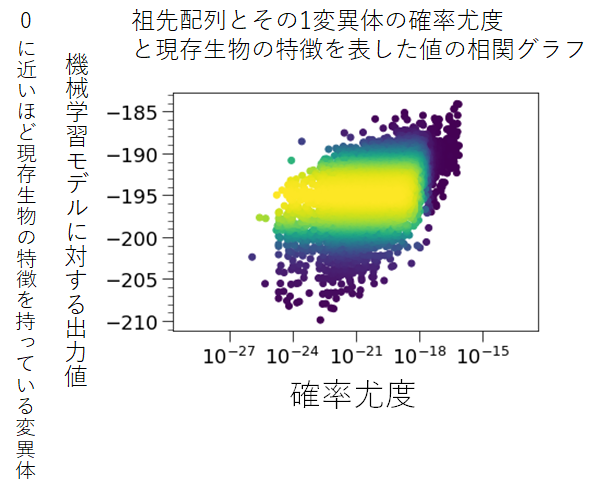 祖先配列とその1変異体の確率尤度
と現存生物の特徴を表した値の相関グラフ
0に近いほど現存生物の特徴を持っている変異体
機械学習モデルに対する出力値
−185
−190
−195
−200
−205
−210
10⁻²⁷ 10⁻²⁴ 10⁻²¹ 10⁻¹⁸ 10⁻¹⁵
確率尤度